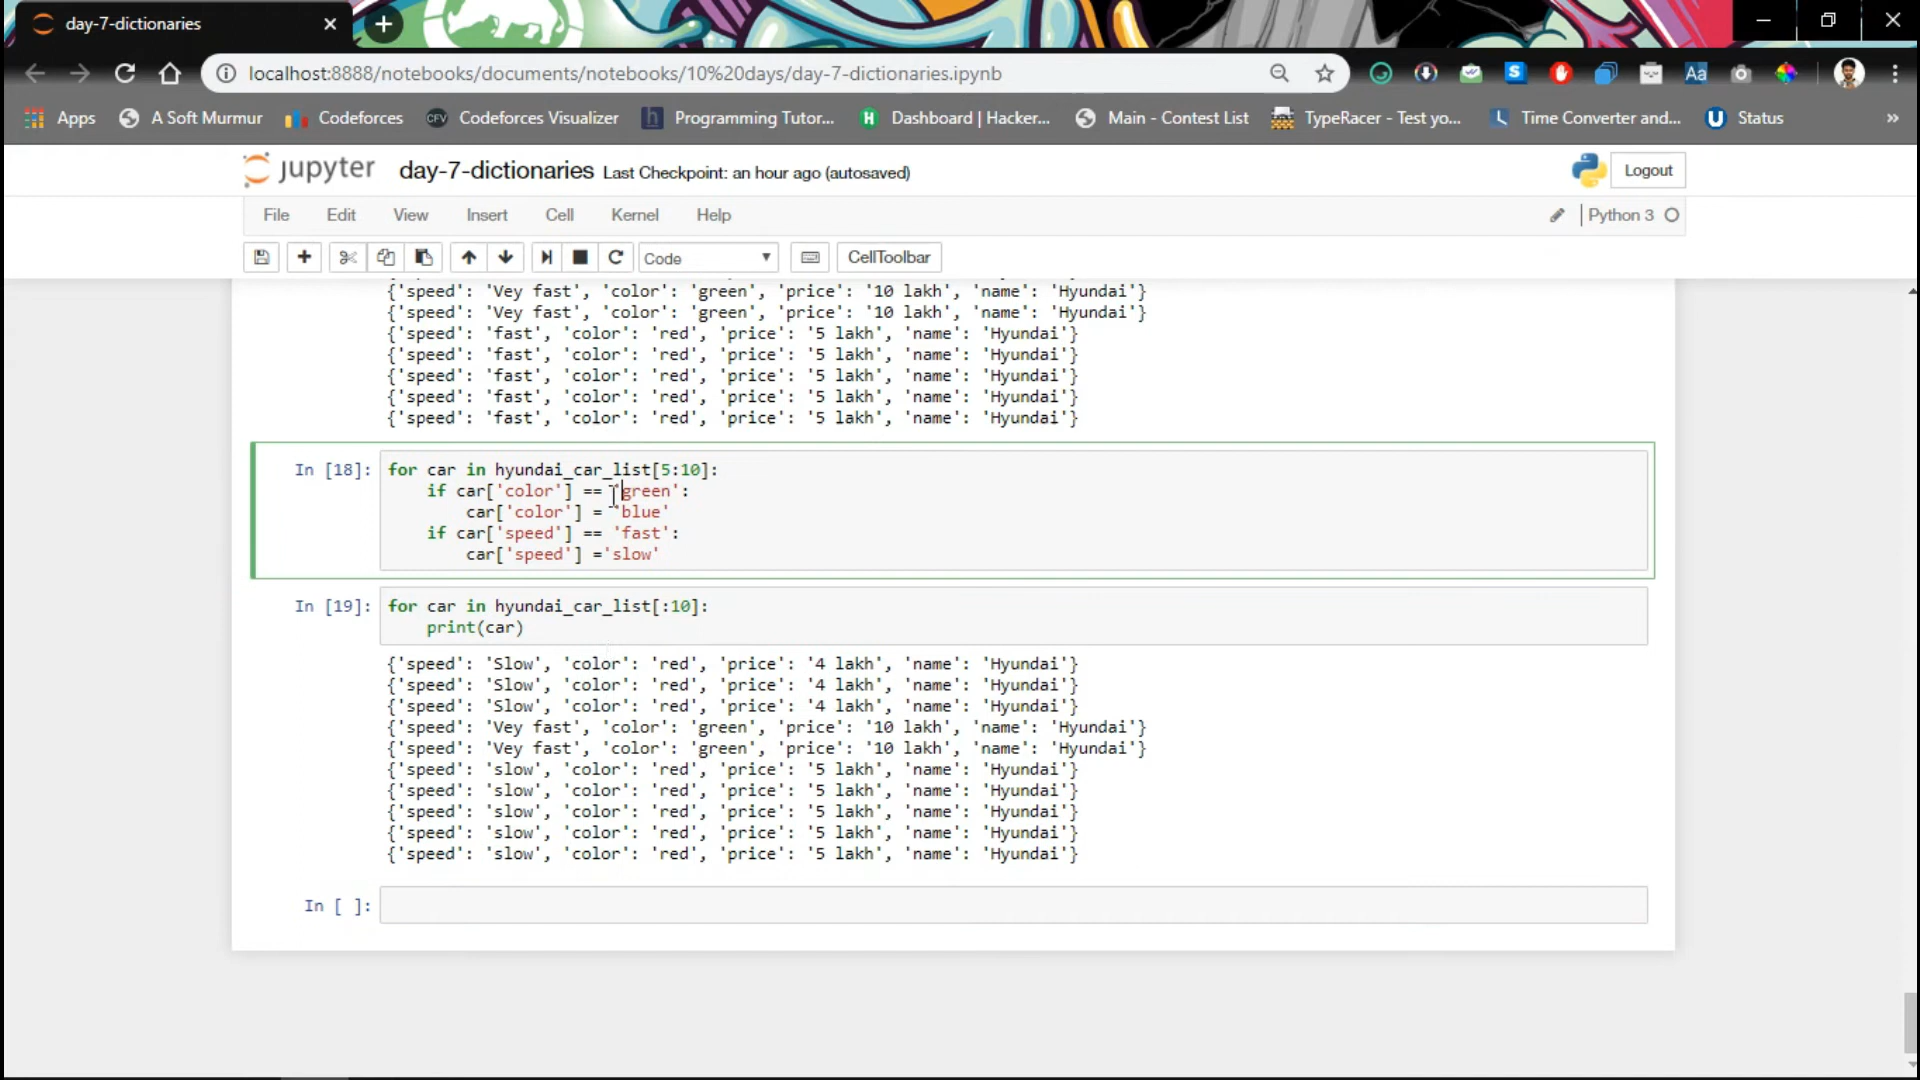 day-7-dictionaries
localhost:8888/notebooks/documents/notebooks/10%20days/day-7-dictionaries.ipynb
S Aa
Apps A Soft Murmur Codeforces CFV Codeforces Visualizer h Programming Tutor... H Dashboard | Hacker... Main - Contest List TypeRacer - Test yo... L Time Converter and... U Status »
jupyter day-7-dictionaries Last Checkpoint: an hour ago (autosaved) Logout
File Edit View Insert Cell Kernel Help Python 3
Code CellToolbar
{'speed': 'Vey fast', 'color': 'green', 'price': '10 lakh', 'name': 'Hyundai'}
{'speed': 'Vey fast', 'color': 'green', 'price': '10 lakh', 'name': 'Hyundai'}
{'speed': 'fast', 'color': 'red', 'price': '5 lakh', 'name': 'Hyundai'}
{'speed': 'fast', 'color': 'red', 'price': '5 lakh', 'name': 'Hyundai'}
{'speed': 'fast', 'color': 'red', 'price': '5 lakh', 'name': 'Hyundai'}
{'speed': 'fast', 'color': 'red', 'price': '5 lakh', 'name': 'Hyundai'}
{'speed': 'fast', 'color': 'red', 'price': '5 lakh', 'name': 'Hyundai'}
In [18]: for car in hyundai_car_list[5:10]:
if car['color'] == 'green':
car['color'] = 'blue'
if car['speed'] == 'fast':
car['speed'] ='slow'
In [19]: for car in hyundai_car_list[:10]:
print(car)
{'speed': 'Slow', 'color': 'red', 'price': '4 lakh', 'name': 'Hyundai'}
{'speed': 'Slow', 'color': 'red', 'price': '4 lakh', 'name': 'Hyundai'}
{'speed': 'Slow', 'color': 'red', 'price': '4 lakh', 'name': 'Hyundai'}
{'speed': 'Vey fast', 'color': 'green', 'price': '10 lakh', 'name': 'Hyundai'}
{'speed': 'Vey fast', 'color': 'green', 'price': '10 lakh', 'name': 'Hyundai'}
{'speed': 'slow', 'color': 'red', 'price': '5 lakh', 'name': 'Hyundai'}
{'speed': 'slow', 'color': 'red', 'price': '5 lakh', 'name': 'Hyundai'}
{'speed': 'slow', 'color': 'red', 'price': '5 lakh', 'name': 'Hyundai'}
{'speed': 'slow', 'color': 'red', 'price': '5 lakh', 'name': 'Hyundai'}
{'speed': 'slow', 'color': 'red', 'price': '5 lakh', 'name': 'Hyundai'}
In [ ]: